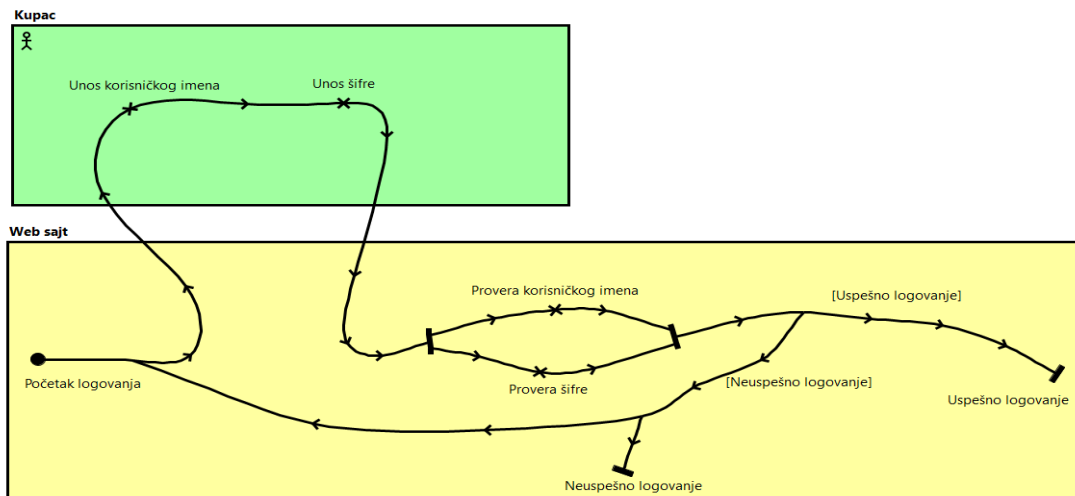 Kupac
Unos korisničkog imena
Unos šifre
Web sajt
Provera korisničkog imena
[Uspešno logovanje]
Početak logovanja
Provera šifre
[Neuspešno logovanje]
Uspešno logovanje
Neuspešno logovanje